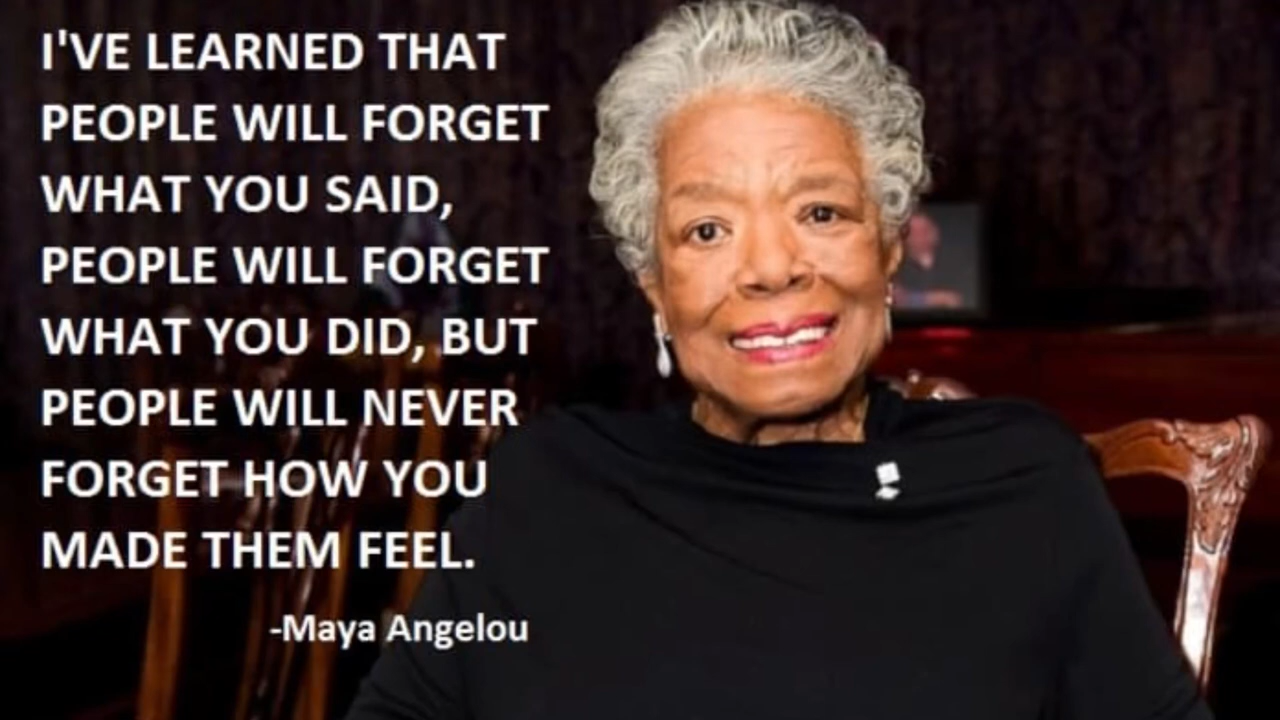 I'VE LEARNED THAT
PEOPLE WILL FORGET
WHAT YOU SAID,
PEOPLE WILL FORGET
WHAT YOU DID, BUT
PEOPLE WILL NEVER
FORGET HOW YOU
MADE THEM FEEL.
-Maya Angelou